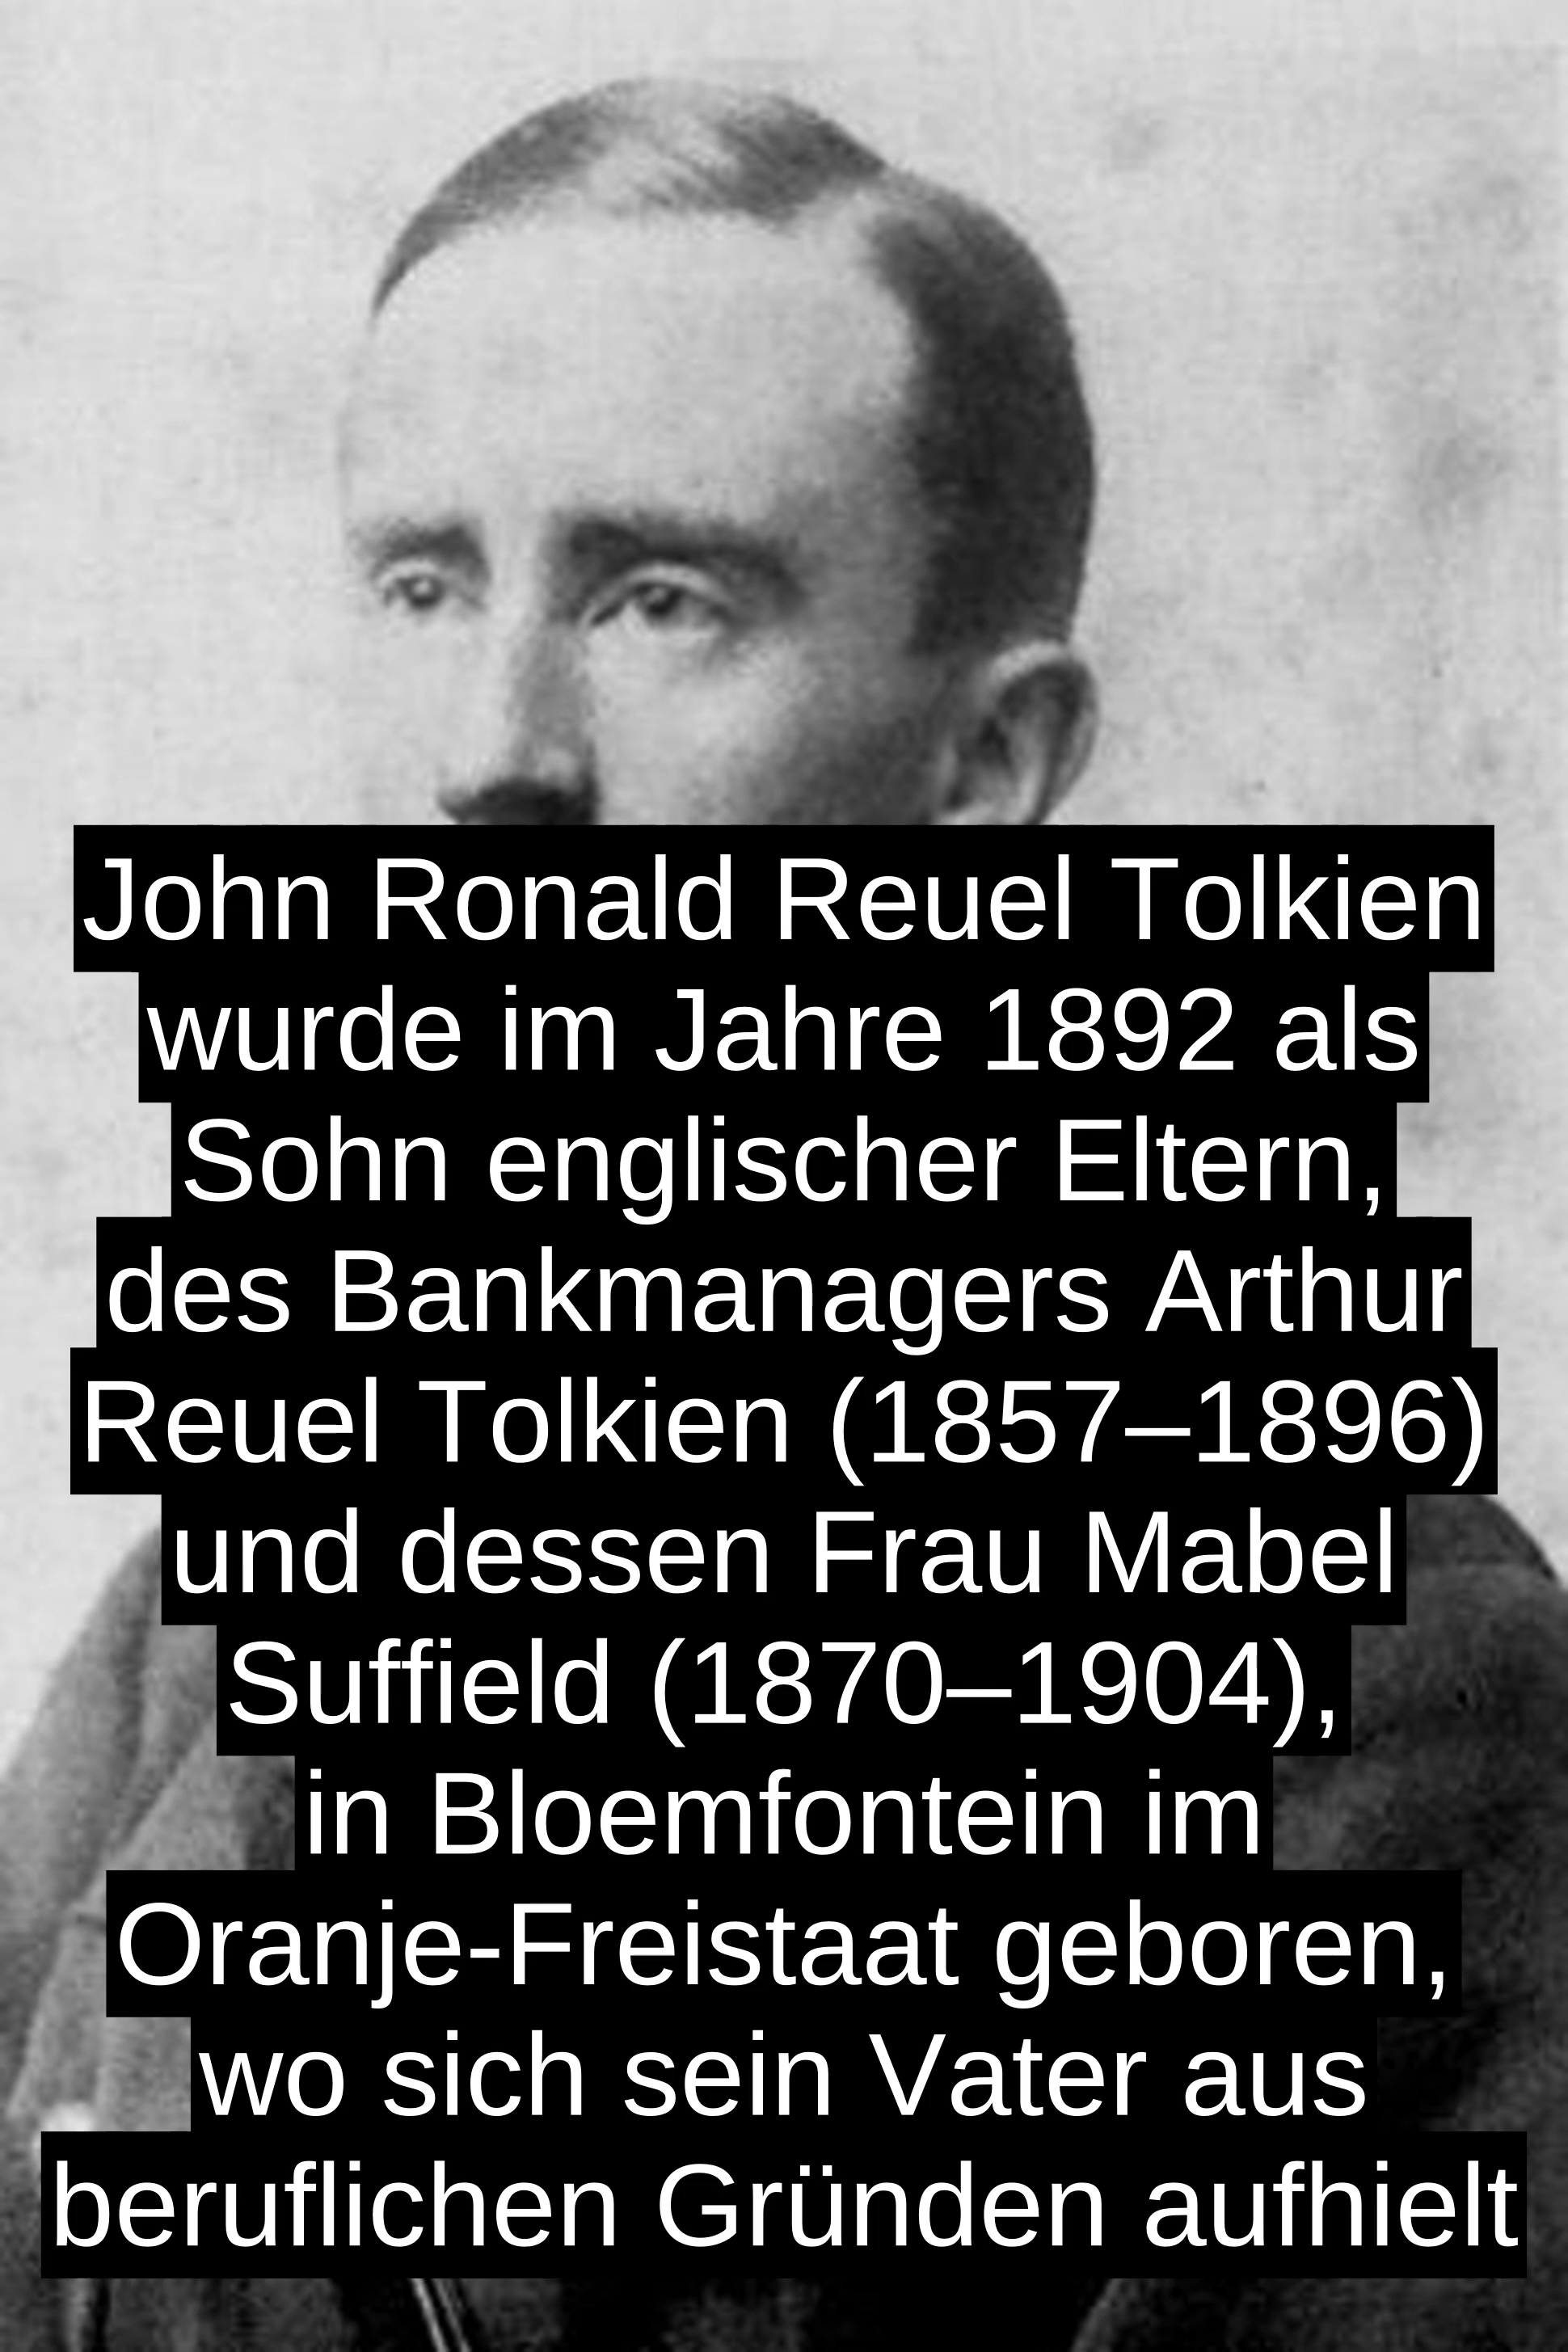 John Ronald Reuel Tolkien
wurde im Jahre 1892 als
Sohn englischer Eltern,
des Bankmanagers Arthur
Reuel Tolkien (1857–1896)
und dessen Frau Mabel
Suffield (1870–1904),
in Bloemfontein im
Oranje-Freistaat geboren,
wo sich sein Vater aus
beruflichen Gründen aufhielt